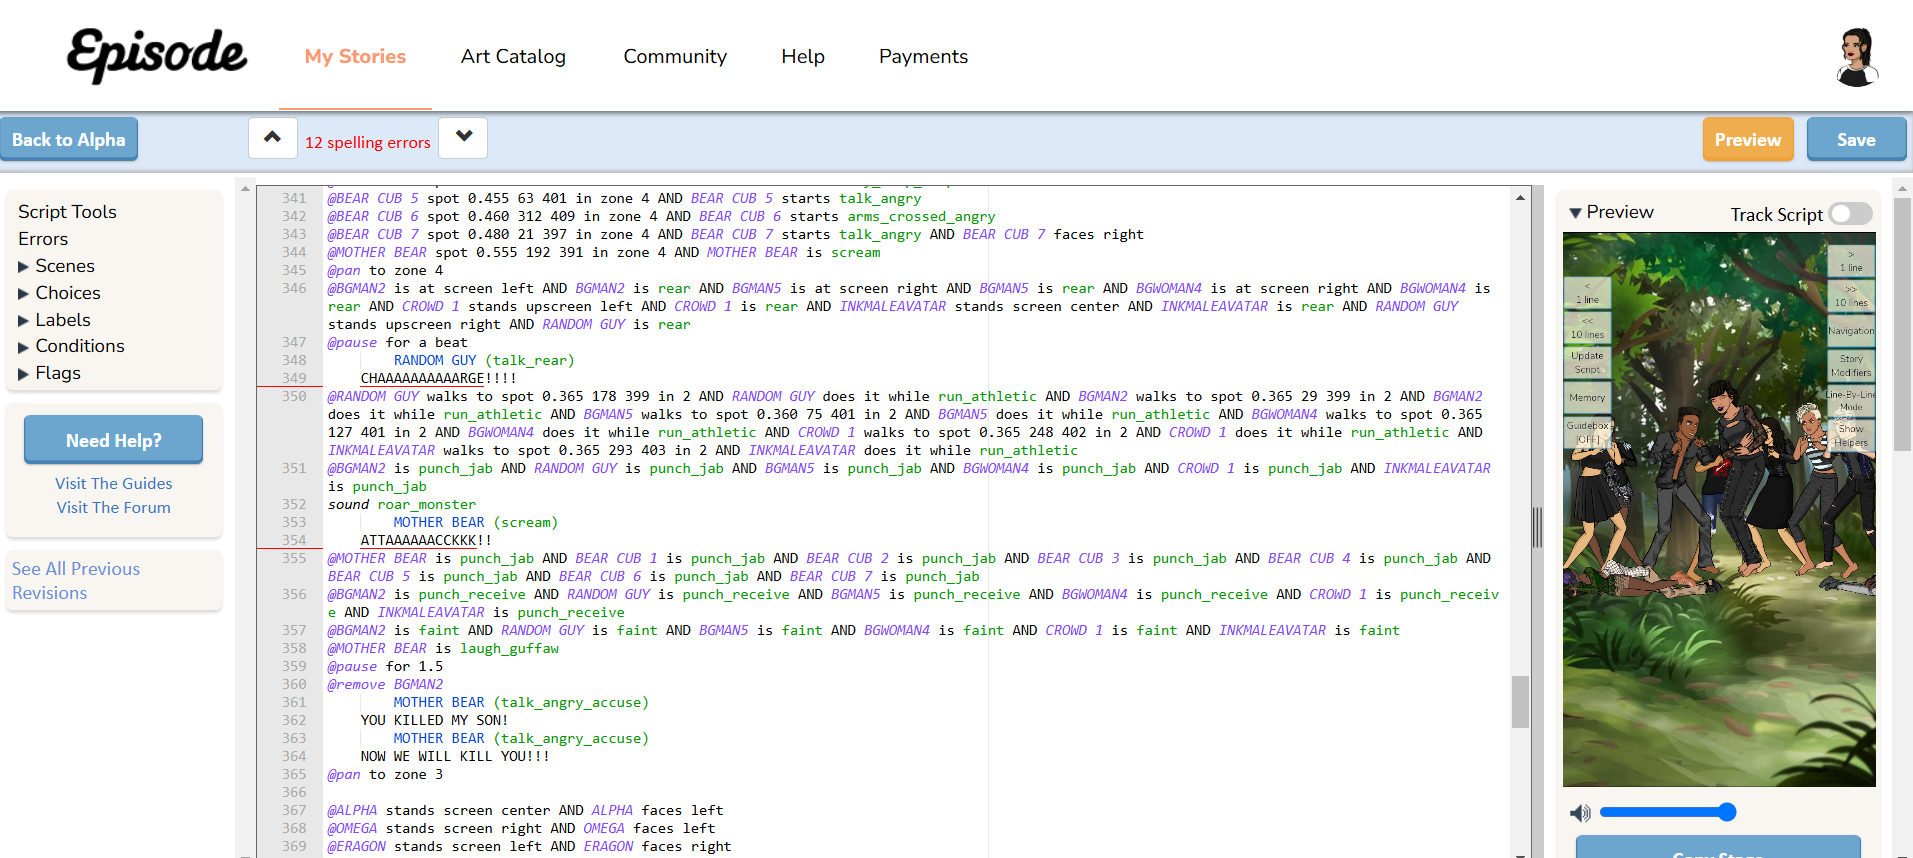 Episode
My Stories
Art Catalog
Community
Help
Payments
Back to Alpha
12 spelling errors
Preview
Save
Script Tools
Errors
Scenes
Choices
Labels
Conditions
Flags
Need Help?
Visit The Guides
Visit The Forum
See All Previous
Revisions
341 @BEAR CUB 5 spot 0.455 63 401 in zone 4 AND BEAR CUB 5 starts talk_angry
342 @BEAR CUB 6 spot 0.460 312 409 in zone 4 AND BEAR CUB 6 starts arms_crossed_angry
343 @BEAR CUB 7 spot 0.480 21 397 in zone 4 AND BEAR CUB 7 starts talk_angry AND BEAR CUB 7 faces right
344 @MOTHER BEAR spot 0.555 192 391 in zone 4 AND MOTHER BEAR is scream
345 @pan to zone 4
346 @BGMAN2 is at screen left AND BGMAN2 is rear AND BGMAN5 is at screen right AND BGMAN5 is rear AND BGWOMAN4 is at screen right AND BGWOMAN4 is
rear AND CROWD 1 stands upscreen left AND CROWD 1 is rear AND INKMALEAVATAR stands screen center AND INKMALEAVATAR is rear AND RANDOM GUY
stands upscreen right AND RANDOM GUY is rear
347 @pause for a beat
348 RANDOM GUY (talk_rear)
349 CHAAAAAAAAAARGE!!!!
350 @RANDOM GUY walks to spot 0.365 178 399 in 2 AND RANDOM GUY does it while run_athletic AND BGMAN2 walks to spot 0.365 29 399 in 2 AND BGMAN2
does it while run_athletic AND BGMAN5 walks to spot 0.360 75 401 in 2 AND BGMAN5 does it while run_athletic AND BGWOMAN4 walks to spot 0.365
127 401 in 2 AND BGWOMAN4 does it while run_athletic AND CROWD 1 walks to spot 0.365 248 402 in 2 AND CROWD 1 does it while run_athletic AND
INKMALEAVATAR walks to spot 0.365 293 403 in 2 AND INKMALEAVATAR does it while run_athletic
351 @BGMAN2 is punch_jab AND RANDOM GUY is punch_jab AND BGMAN5 is punch_jab AND BGWOMAN4 is punch_jab AND CROWD 1 is punch_jab AND INKMALEAVATAR
is punch_jab
352 sound roar_monster
353 MOTHER BEAR (scream)
354 ATTAAAAAACCKKK!!
355 @MOTHER BEAR is punch_jab AND BEAR CUB 1 is punch_jab AND BEAR CUB 2 is punch_jab AND BEAR CUB 3 is punch_jab AND BEAR CUB 4 is punch_jab AND
BEAR CUB 5 is punch_jab AND BEAR CUB 6 is punch_jab AND BEAR CUB 7 is punch_jab
356 @BGMAN2 is punch_receive AND RANDOM GUY is punch_receive AND BGMAN5 is punch_receive AND BGWOMAN4 is punch_receive AND CROWD 1 is punch_receiv
e AND INKMALEAVATAR is punch_receive
357 @BGMAN2 is faint AND RANDOM GUY is faint AND BGMAN5 is faint AND BGWOMAN4 is faint AND CROWD 1 is faint AND INKMALEAVATAR is faint
358 @MOTHER BEAR is laugh_guffaw
359 @pause for 1.5
360 @remove BGMAN2
361 MOTHER BEAR (talk_angry_accuse)
362 YOU KILLED MY SON!
363 MOTHER BEAR (talk_angry_accuse)
364 NOW WE WILL KILL YOU!!!
365 @pan to zone 3
366
367 @ALPHA stands screen center AND ALPHA faces left
368 @OMEGA stands screen right AND OMEGA faces left
369 @ERAGON stands screen left AND ERAGON faces right
Preview
Track Script
<
1 line
<<
10 lines
Update
Script
Memory
Guidebox
[OFF]
>
1 line
>>
10 lines
Navigation
Story
Modifiers
Line-By-Line
Mode
Show
Helpers